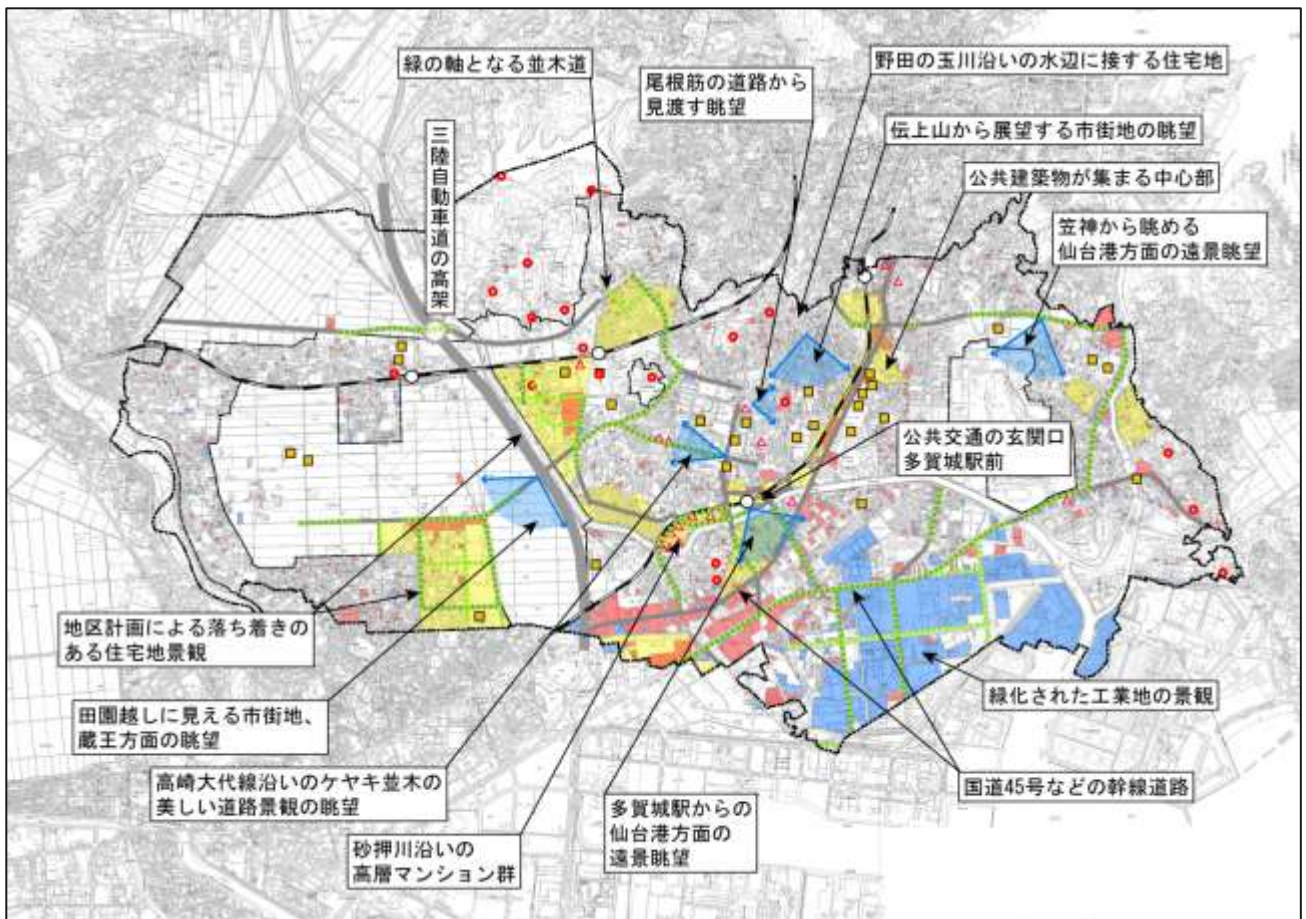 緑の軸となる並木道
尾根筋の道路から
見渡す眺望
野田の玉川沿いの水辺に接する住宅地
伝上山から展望する市街地の眺望
公共建築物が集まる中心部
笠神から眺める
仙台港方面の遠景眺望
三陸自動車道の高架
公共交通の玄関口
多賀城駅前
地区計画による落ち着きの
ある住宅地景観
田園越しに見える市街地、
蔵王方面の眺望
高崎大代線沿いのケヤキ並木の
美しい道路景観の眺望
砂押川沿いの
高層マンション群
多賀城駅からの
仙台港方面の
遠景眺望
緑化された工業地の景観
国道45号などの幹線道路